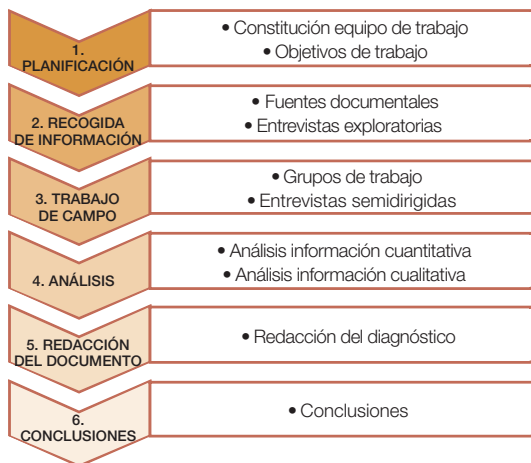 1.
PLANIFICACIÓN
• Constitución equipo de trabajo
• Objetivos de trabajo
2. RECOGIDA
DE INFORMACIÓN
• Fuentes documentales
• Entrevistas exploratorias
3. TRABAJO
DE CAMPO
• Grupos de trabajo
• Entrevistas semidirigidas
4. ANÁLISIS
• Análisis información cuantitativa
• Análisis información cualitativa
5. REDACCIÓN
DEL DOCUMENTO
• Redacción del diagnóstico
6.
CONCLUSIONES
• Conclusiones